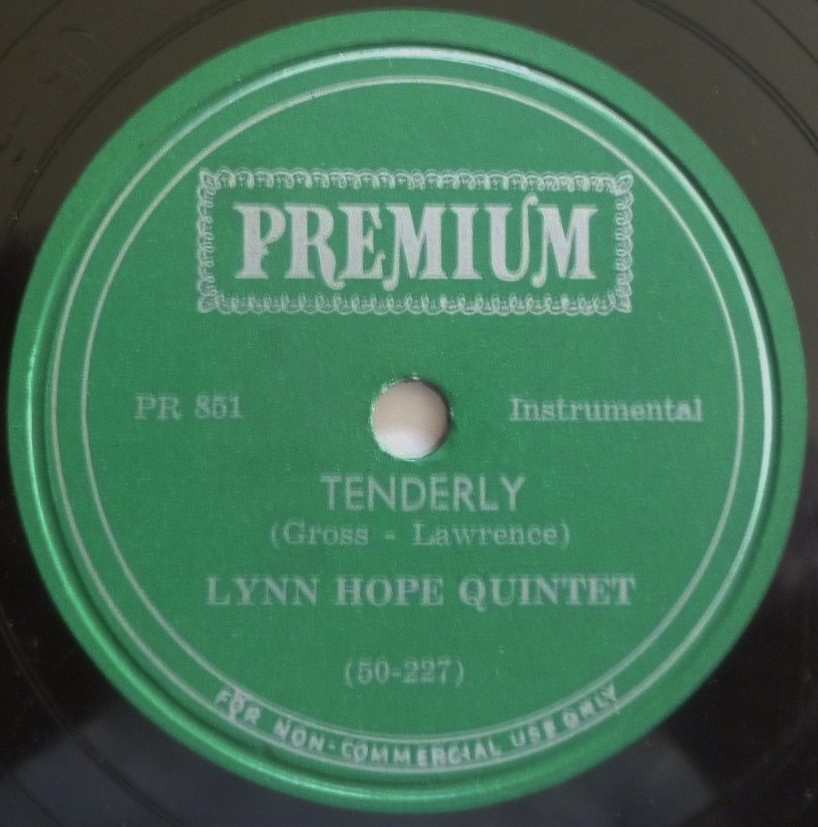 PREMIUM
PR 851 Instrumental
TENDERLY
(Gross - Lawrence)
LYNN HOPE QUINTET
(50-227)
FOR NON-COMMERCIAL USE ONLY